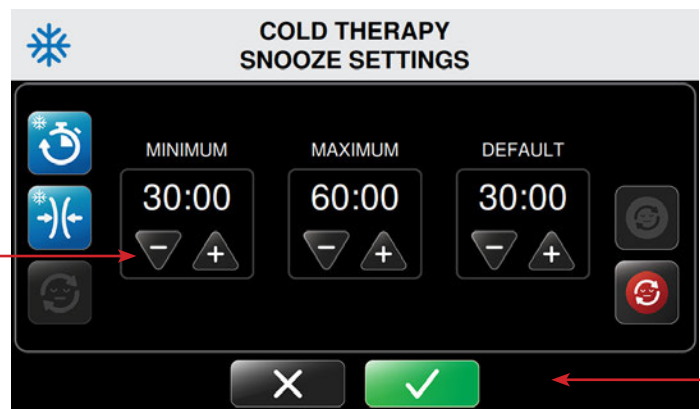 COLD THERAPY
SNOOZE SETTINGS
MINIMUM MAXIMUM DEFAULT
30:00 60:00 30:00